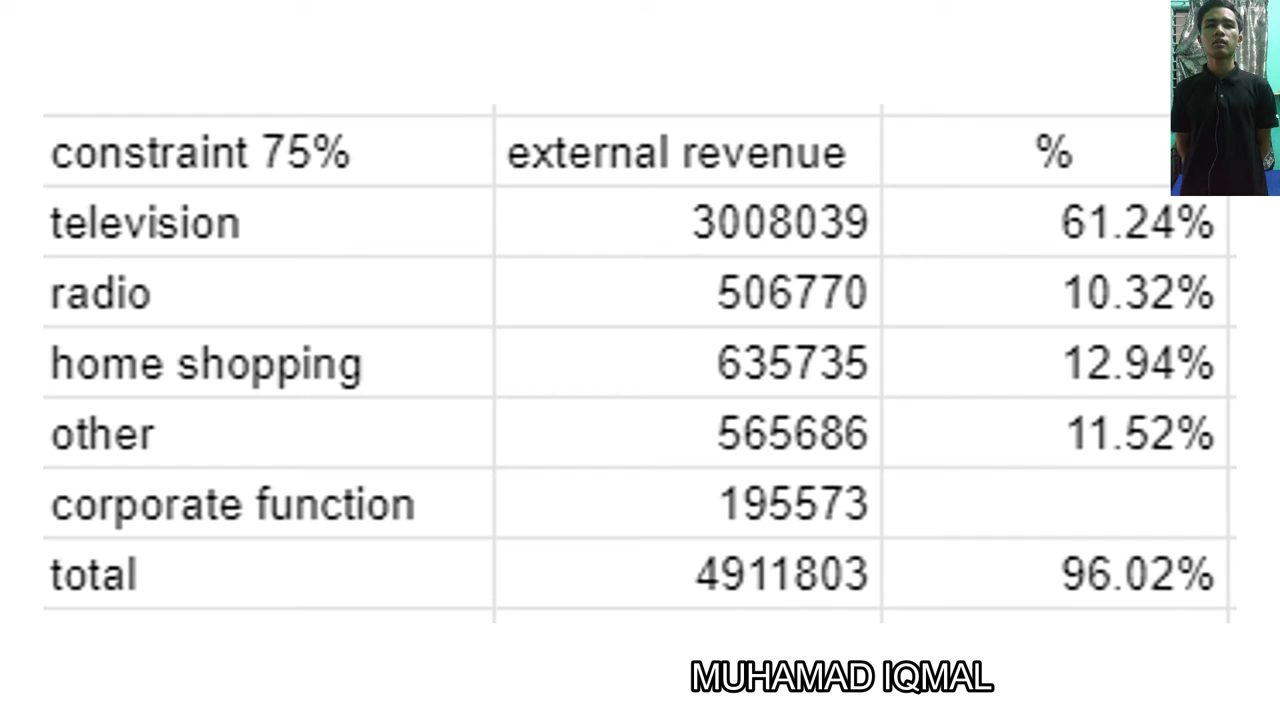 constraint 75% external revenue %
television 3008039 61.24%
radio 506770 10.32%
home shopping 635735 12.94%
other 565686 11.52%
corporate function 195573
total 4911803 96.02%
MUHAMAD IQMAL